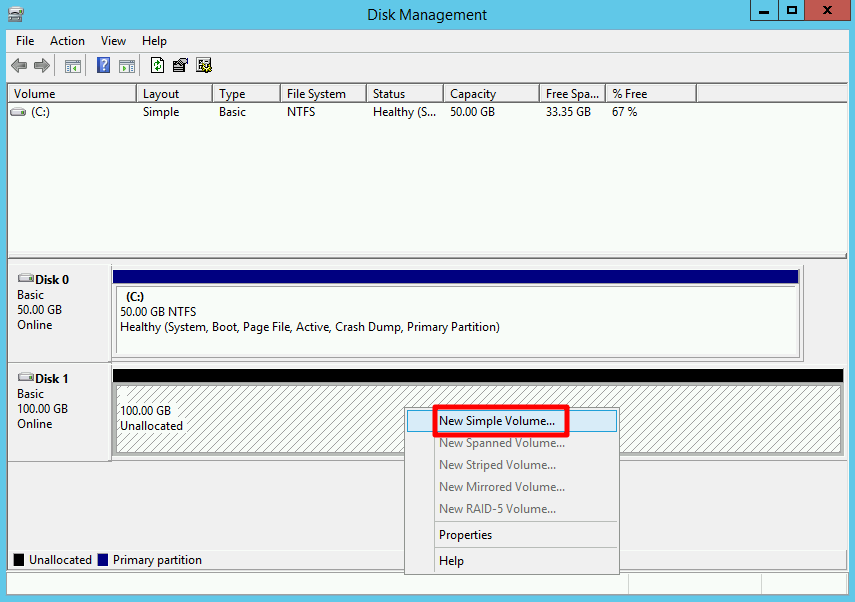 Disk Management
File Action View Help
Volume Layout Type File System Status Capacity Free Spa... % Free
(C:) Simple Basic NTFS Healthy (S... 50.00 GB 33.35 GB 67 %
Disk 0
Basic
50.00 GB
Online
(C:)
50.00 GB NTFS
Healthy (System, Boot, Page File, Active, Crash Dump, Primary Partition)
Disk 1
Basic
100.00 GB
Online
100.00 GB
Unallocated
New Simple Volume...
New Spanned Volume...
New Striped Volume...
New Mirrored Volume...
New RAID-5 Volume...
Properties
Help
Unallocated Primary partition